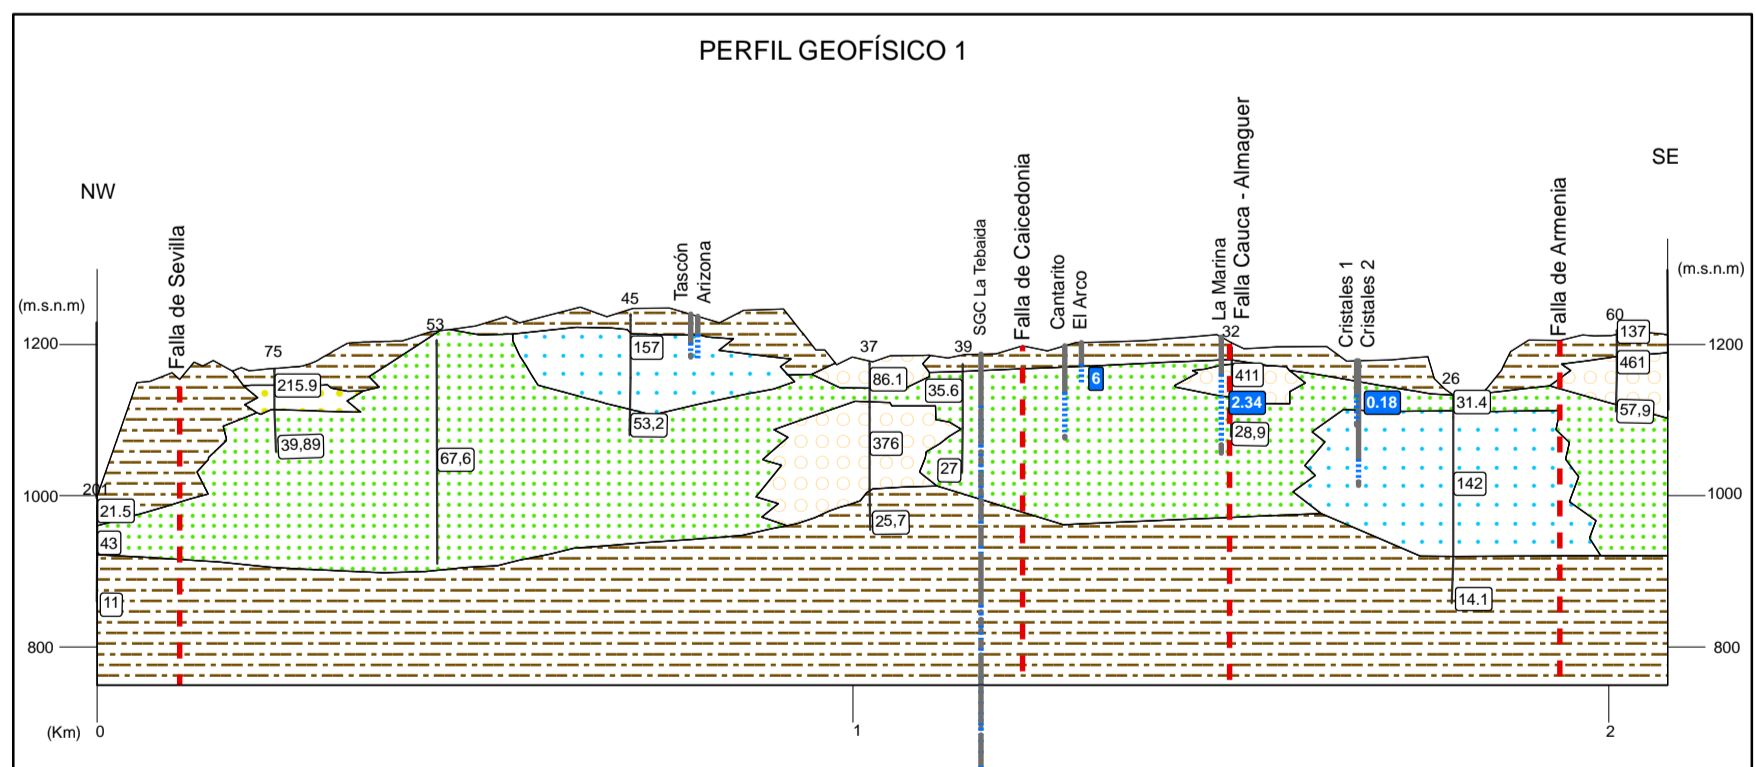 PERFIL GEOFÍSICO 1
NW
SE
(m.s.n.m)
(m.s.n.m)
1200
1000
800
1200
1000
800
Falla de Sevilla
Tascón
Arizona
SGC La Tebaida
Falla de Caicedonia
Cantarito
El Arco
La Marina
Falla Cauca - Almaguer
Cristales 1
Cristales 2
Falla de Armenia
201
75
53
45
37
39
32
26
60
21.5
43
11
215.9
39,89
67,6
157
53,2
86.1
376
25,7
35.6
27
6
411
2.34
28,9
0.18
31.4
142
14.1
137
461
57,9
(Km)
0
1
2